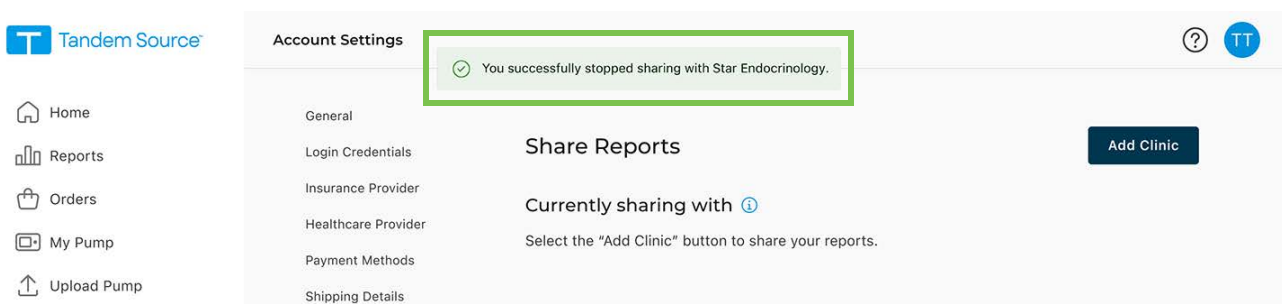 Tandem Source
Account Settings
TT
You successfully stopped sharing with Star Endocrinology.
Home
Reports
Orders
My Pump
Upload Pump
General
Login Credentials
Insurance Provider
Healthcare Provider
Payment Methods
Shipping Details
Share Reports
Add Clinic
Currently sharing with
Select the “Add Clinic” button to share your reports.